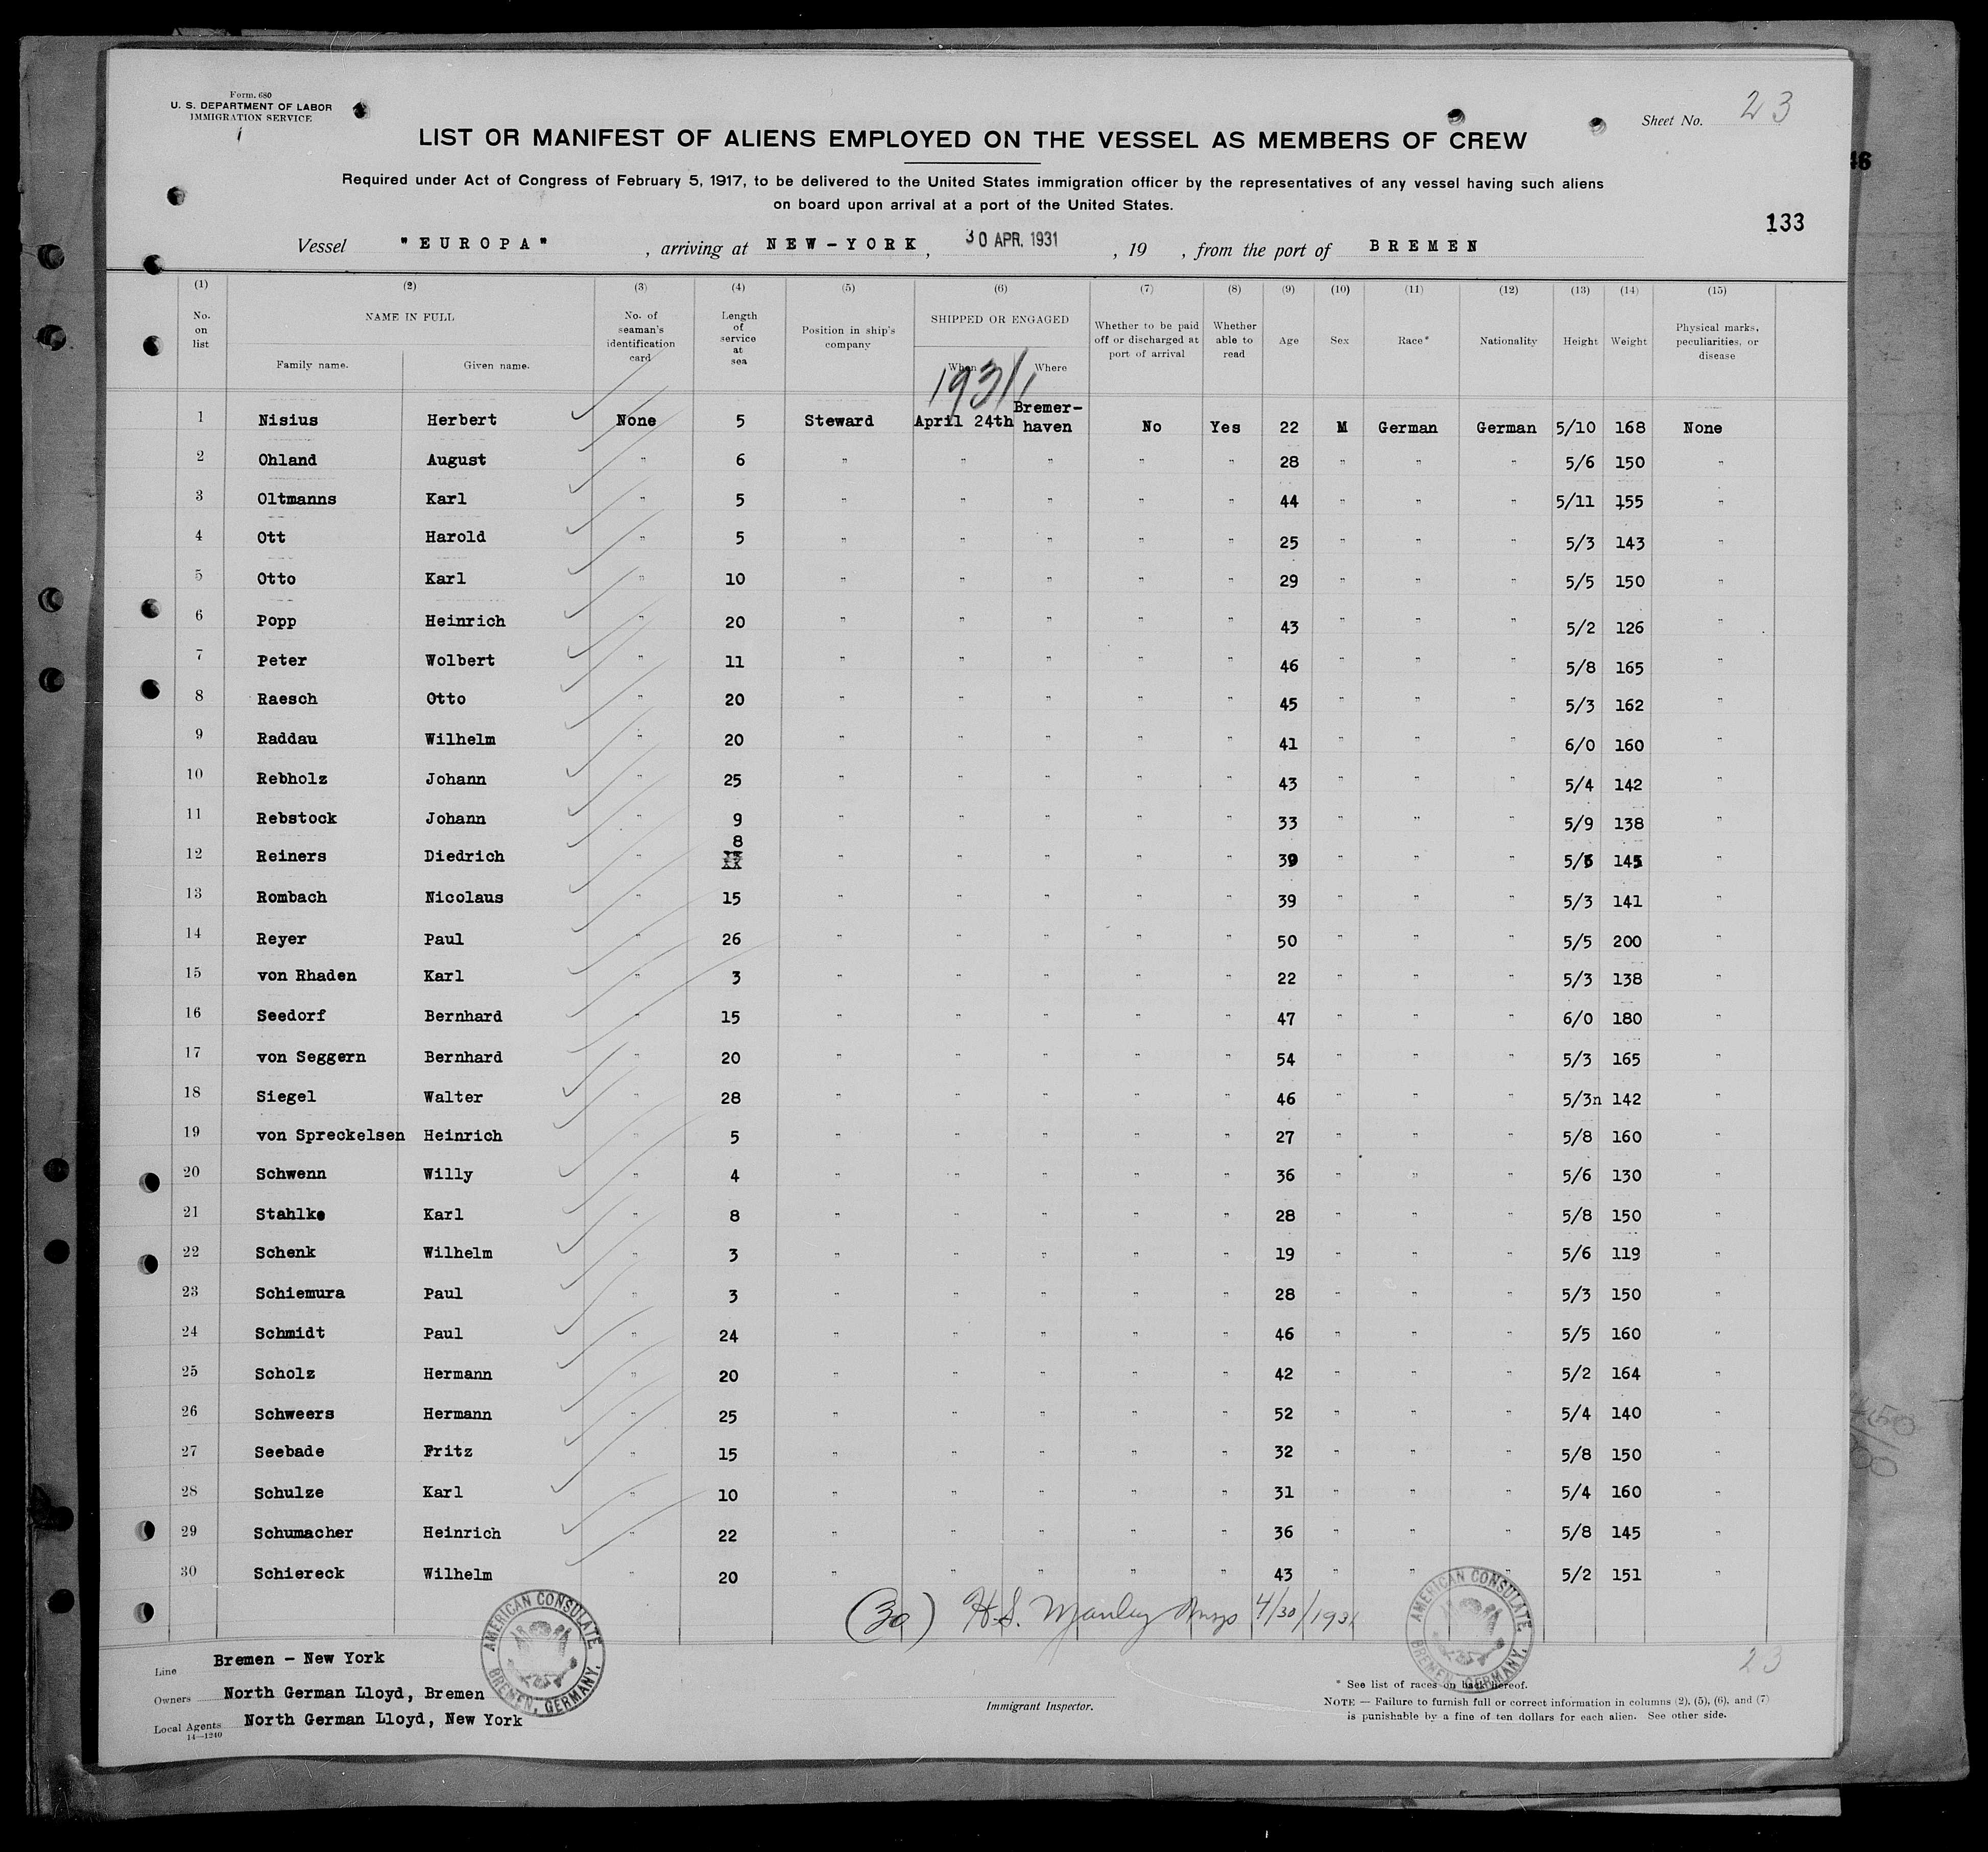 Form. 680
U. S. DEPARTMENT OF LABOR
IMMIGRATION SERVICE
Sheet No. 23
LIST OR MANIFEST OF ALIENS EMPLOYED ON THE VESSEL AS MEMBERS OF CREW
Required under Act of Congress of February 5, 1917, to be delivered to the United States immigration officer by the representatives of any vessel having such aliens
on board upon arrival at a port of the United States.
46
133
Vessel "EUROPA" , arriving at NEW-YORK, 30 APR. 1931 , 19 , from the port of BREMEN
(1) (2) (3) (4) (5) (6) (7) (8) (9) (10) (11) (12) (13) (14) (15)
No. on list
NAME IN FULL
Family name. Given name.
No. of seaman's identification card
Length of service at sea
Position in ship's company
SHIPPED OR ENGAGED
When Where
1931
Whether to be paid off or discharged at port of arrival
Whether able to read
Age
Sex
Race*
Nationality
Height
Weight
Physical marks, peculiarities, or disease
1 Nisius Herbert None 5 Steward April 24th Bremer-haven No Yes 22 M German German 5/10 168 None
2 Ohland August " 6 " " " " " 28 " " " 5/6 150 "
3 Oltmanns Karl " 5 " " " " " 44 " " " 5/11 155 "
4 Ott Harold " 5 " " " " " 25 " " " 5/3 143 "
5 Otto Karl " 10 " " " " " 29 " " " 5/5 150 "
6 Popp Heinrich " 20 " " " " " 43 " " " 5/2 126 "
7 Peter Wolbert " 11 " " " " " 46 " " " 5/8 165 "
8 Raesch Otto " 20 " " " " " 45 " " " 5/3 162 "
9 Raddau Wilhelm " 20 " " " " " 41 " " " 6/0 160 "
10 Rebholz Johann " 25 " " " " " 43 " " " 5/4 142 "
11 Rebstock Johann " 9 " " " " " 33 " " " 5/9 138 "
12 Reiners Diedrich " 8 " " " " " 39 " " " 145 "
13 Rombach Nicolaus " 15 " " " " " 39 " " " 5/3 141 "
14 Reyer Paul " 26 " " " " " 50 " " " 5/5 200 "
15 von Rhaden Karl " 3 " " " " " 22 " " " 5/3 138 "
16 Seedorf Bernhard " 15 " " " " " 47 " " " 6/0 180 "
17 von Seggern Bernhard " 20 " " " " " 54 " " " 5/3 165 "
18 Siegel Walter " 28 " " " " " 46 " " " 5/3n 142 "
19 von Spreckelsen Heinrich " 5 " " " " " 27 " " " 5/8 160 "
20 Schwenn Willy " 4 " " " " " 36 " " " 5/6 130 "
21 Stahlke Karl " 8 " " " " " 28 " " " 5/8 150 "
22 Schenk Wilhelm " 3 " " " " " 19 " " " 5/6 119 "
23 Schiemura Paul " 3 " " " " " 28 " " " 5/3 150 "
24 Schmidt Paul " 24 " " " " " 46 " " " 5/5 160 "
25 Scholz Hermann " 20 " " " " " 42 " " " 5/2 164 "
26 Schweers Hermann " 25 " " " " " 52 " " " 5/4 140 "
27 Seebade Fritz " 15 " " " " " 32 " " " 5/8 150 "
28 Schulze Karl " 10 " " " " " 31 " " " 5/4 160 "
29 Schumacher Heinrich " 22 " " " " " 36 " " " 5/8 145 "
30 Schiereck Wilhelm " 20 " " " " " 43 " " " 5/2 151 "
(30) H.S. Manley 4/30/1931
AMERICAN CONSULATE, BREMEN, GERMANY.
AMERICAN CONSULATE, BREMEN, GERMANY.
23
Line Bremen - New York
Owners North German Lloyd, Bremen
Local Agents North German Lloyd, New York
14—1240
Immigrant Inspector.
* See list of races on back hereof.
NOTE — Failure to furnish full or correct information in columns (2), (5), (6), and (7)
is punishable by a fine of ten dollars for each alien. See other side.